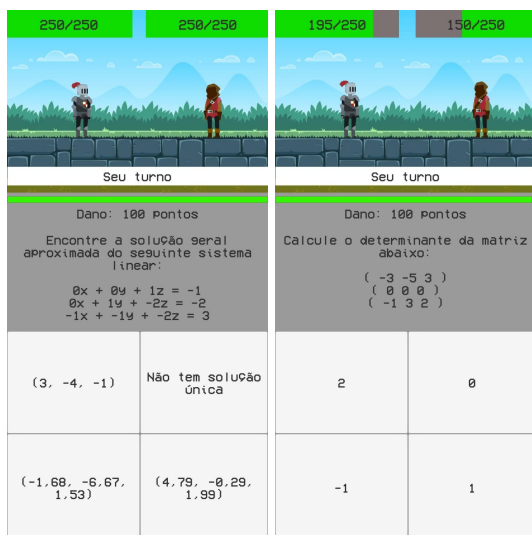 250/250
250/250
Seu turno
Dano: 100 pontos
Encontre a solução geral
aproximada do seguinte sistema
linear:
0x + 0y + 1z = -1
0x + 1y + -2z = -2
-1x + -1y + -2z = 3
(3, -4, -1)
Não tem solução
única
(-1,68, -6,67,
1,53)
(4,79, -0,29,
1,99)
195/250
150/250
Seu turno
Dano: 100 pontos
Calcule o determinante da matriz
abaixo:
( -3 -5 3 )
( 0 0 0 )
( -1 3 2 )
2
0
-1
1